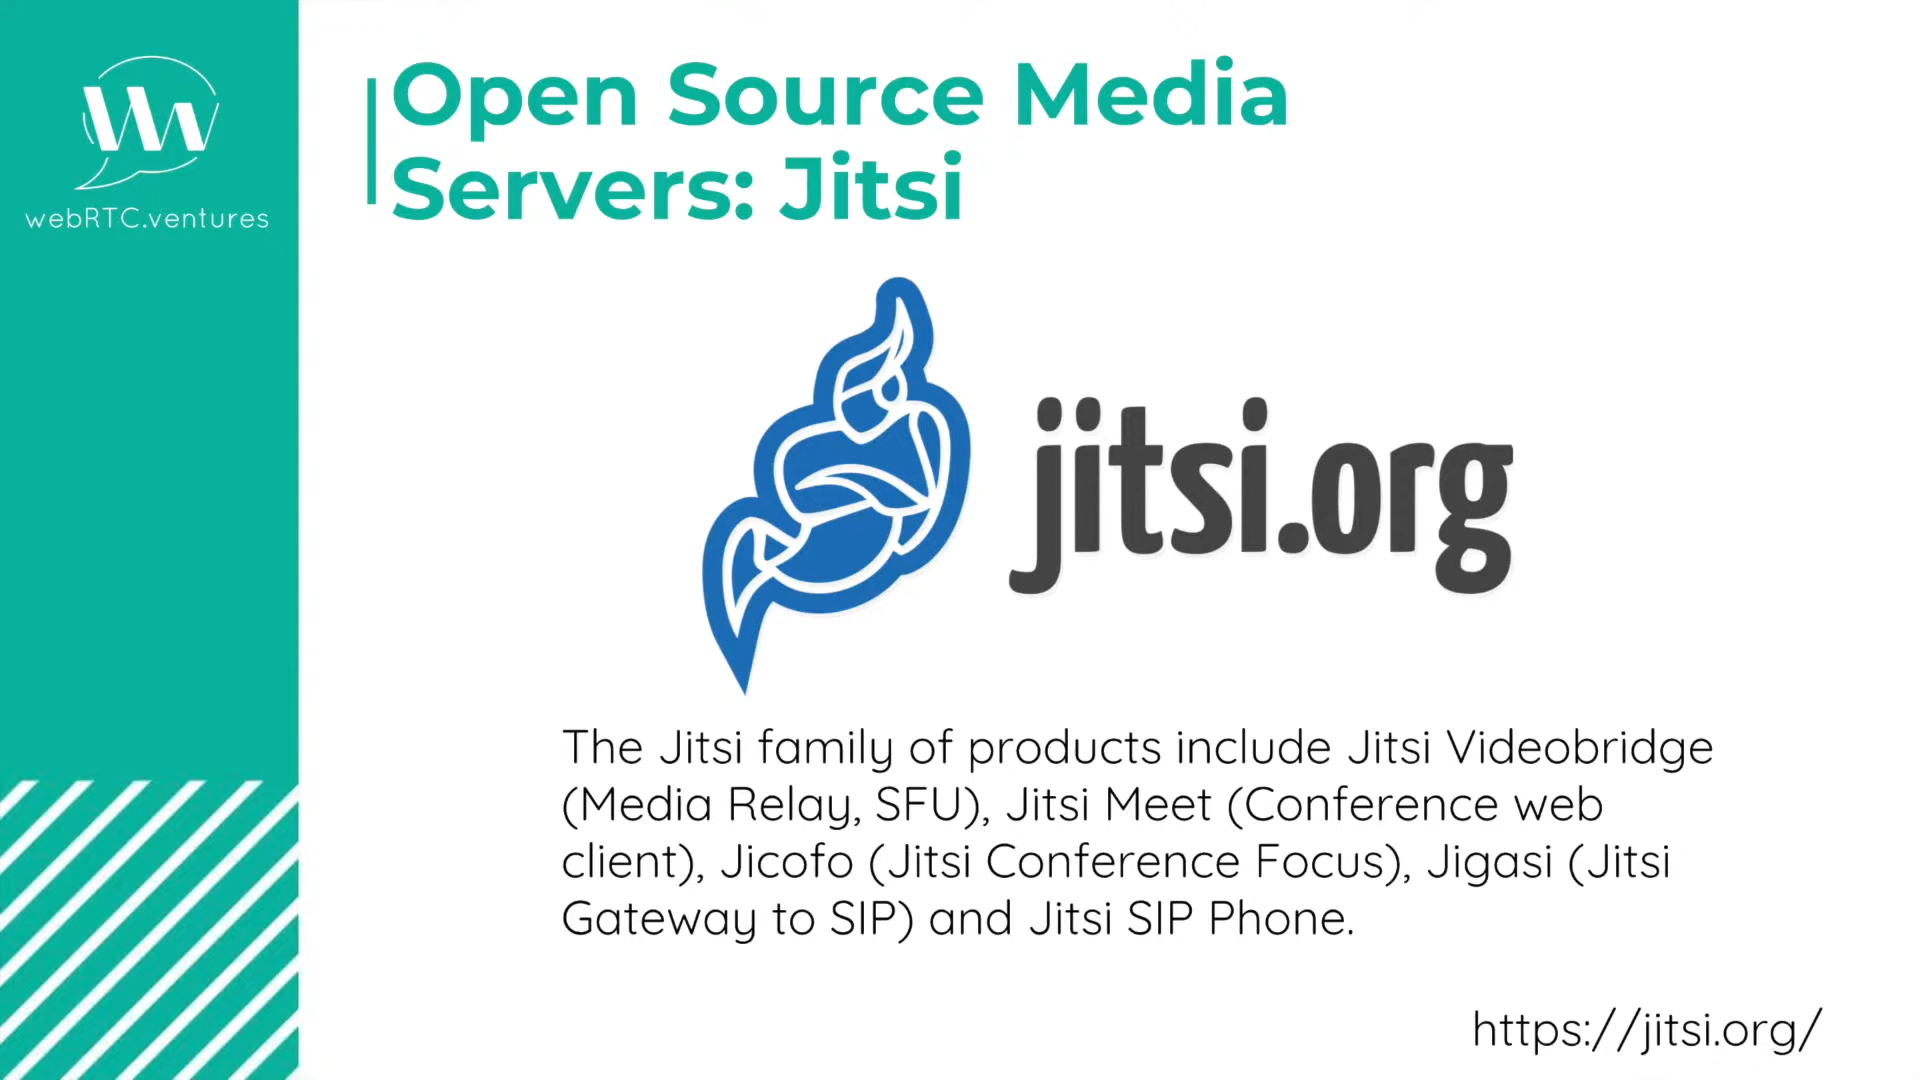 webRTC.ventures
Open Source Media
Servers: Jitsi
jitsi.org
The Jitsi family of products include Jitsi Videobridge
(Media Relay, SFU), Jitsi Meet (Conference web
client), Jicofo (Jitsi Conference Focus), Jigasi (Jitsi
Gateway to SIP) and Jitsi SIP Phone.
https://jitsi.org/